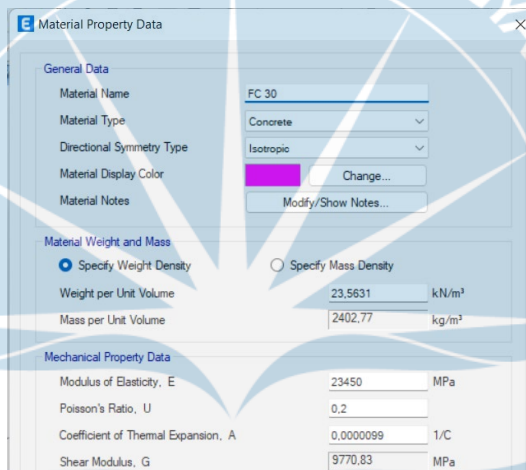 E Material Property Data
General Data
Material Name FC 30
Material Type Concrete
Directional Symmetry Type Isotropic
Material Display Color Change...
Material Notes Modify/Show Notes...
Material Weight and Mass
Specify Weight Density Specify Mass Density
Weight per Unit Volume 23,5631 kN/m³
Mass per Unit Volume 2402,77 kg/m³
Mechanical Property Data
Modulus of Elasticity, E 23450 MPa
Poisson's Ratio, U 0,2
Coefficient of Thermal Expansion, A 0,0000099 1/C
Shear Modulus, G 9770,83 MPa